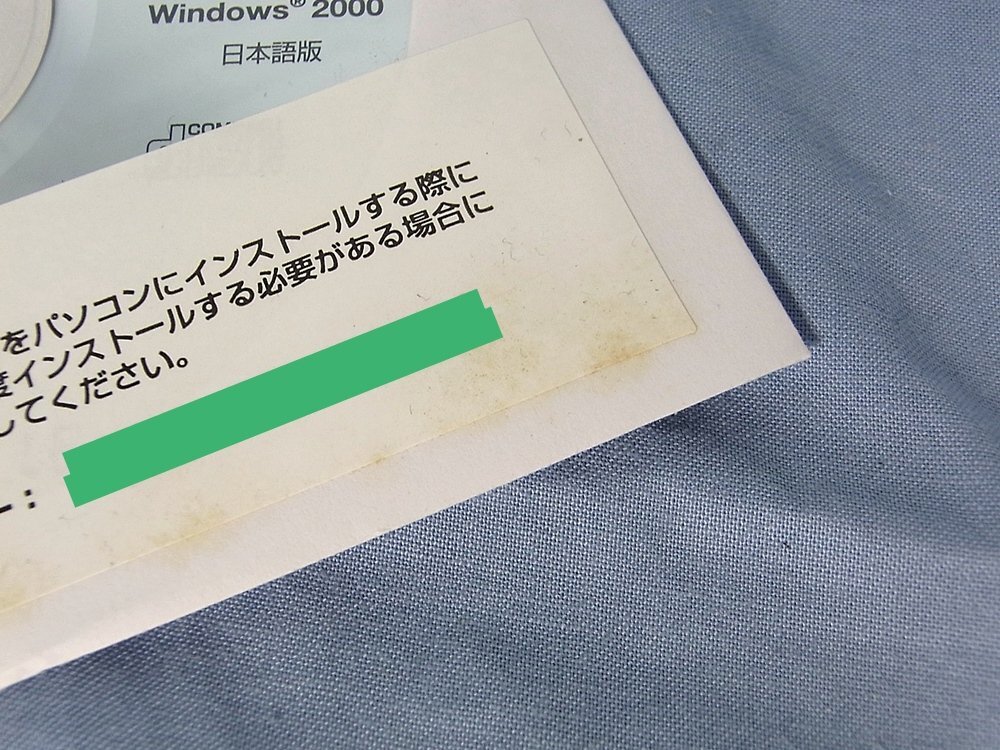 Windows® 2000
日本語版
COM
をパソコンにインストールする際に
度インストールする必要がある場合に
してください。
ー：